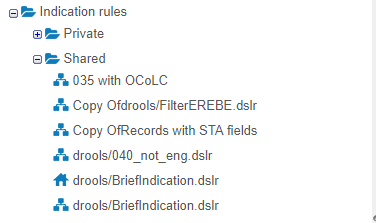 Indication rules
Private
Shared
035 with OCoLC
Copy Ofdrools/FilterEREBE.dslr
Copy OfRecords with STA fields
drools/040_not_eng.dslr
drools/BriefIndication.dslr
drools/BriefIndication.dslr